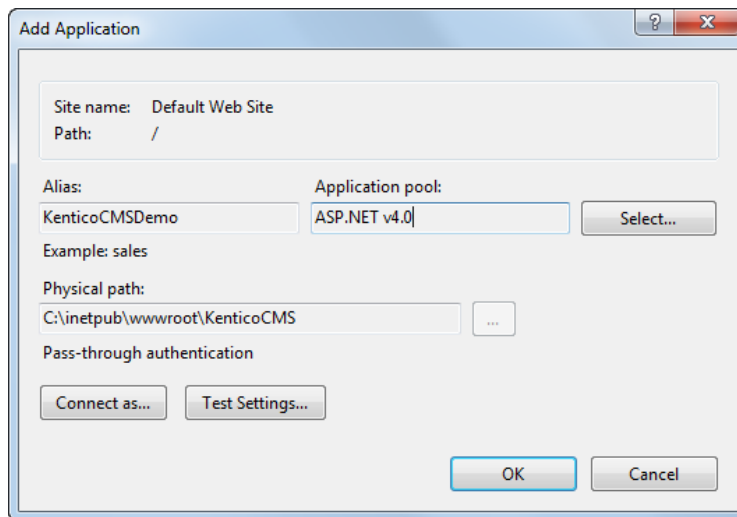 Add Application
Site name: Default Web Site
Path: /
Alias:
Application pool:
KenticoCMSDemo
ASP.NET v4.0
Select...
Example: sales
Physical path:
C:\inetpub\wwwroot\KenticoCMS
...
Pass-through authentication
Connect as...
Test Settings...
OK
Cancel